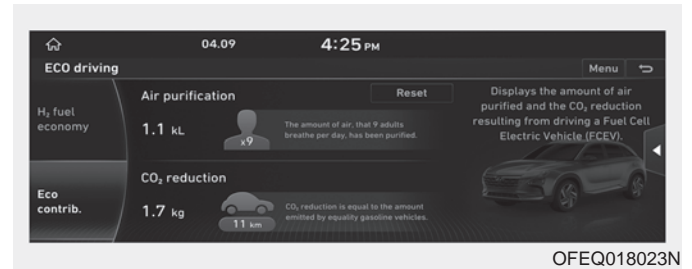 04.09
4:25 PM
ECO driving
Menu
H₂ fuel
economy
Eco
contrib.
Air purification
Reset
1.1 kL
x9
The amount of air, that 9 adults
breathe per day, has been purified.
CO₂ reduction
1.7 kg
11 km
CO₂ reduction is equal to the amount
emitted by equality gasoline vehicles.
Displays the amount of air
purified and the CO₂ reduction
resulting from driving a Fuel Cell
Electric Vehicle (FCEV).
OFEQ018023N